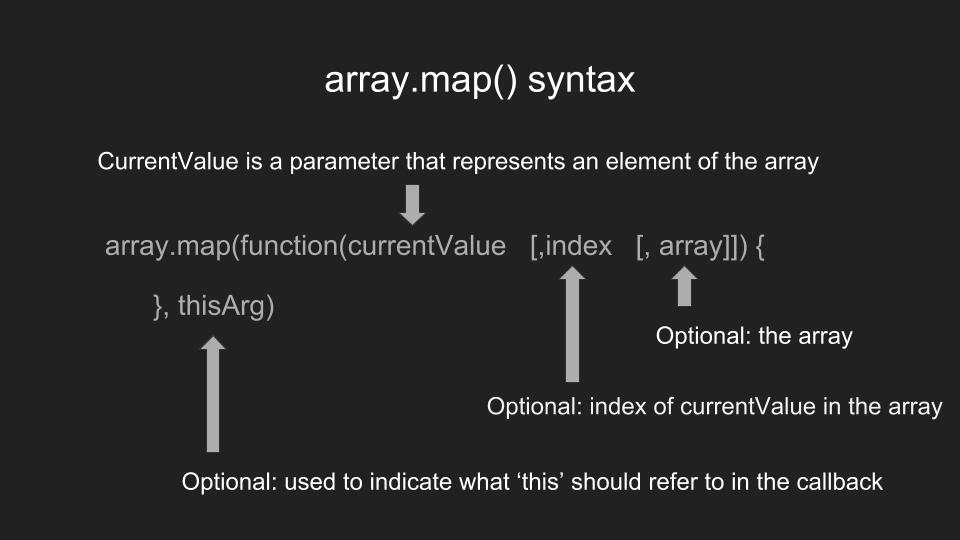 array.map() syntax
CurrentValue is a parameter that represents an element of the array
array.map(function(currentValue [,index [, array]]) {
}, thisArg)
Optional: the array
Optional: index of currentValue in the array
Optional: used to indicate what ‘this’ should refer to in the callback